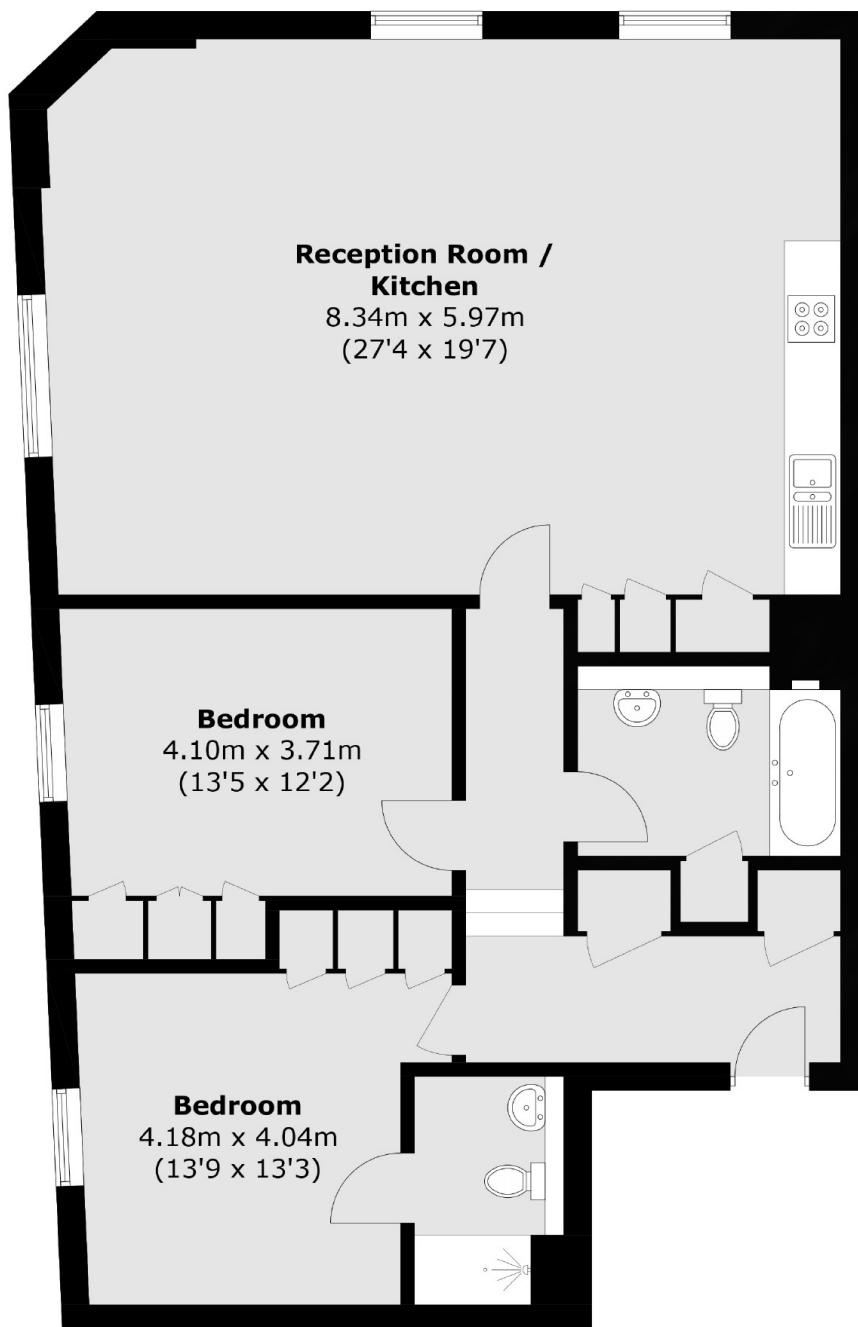 Reception Room /
Kitchen
8.34m x 5.97m
(27'4 x 19'7)
Bedroom
4.10m x 3.71m
(13'5 x 12'2)
Bedroom
4.18m x 4.04m
(13'9 x 13'3)